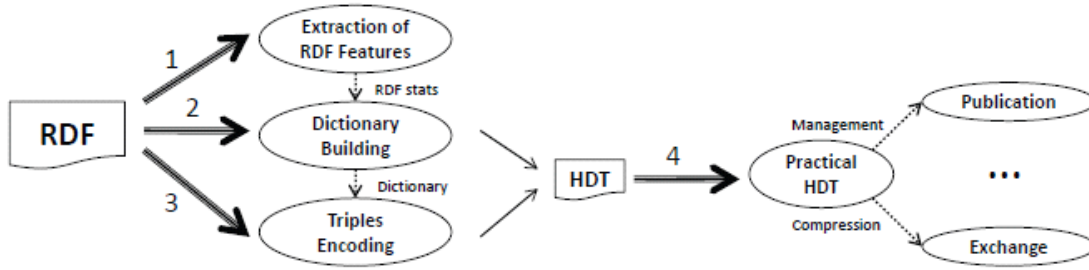 RDF
1
2
3
Extraction of
RDF Features
RDF stats
Dictionary
Building
Dictionary
Triples
Encoding
HDT
4
Practical
HDT
Management
Compression
Publication
...
Exchange